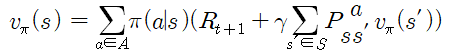 v_π(s) = ∑_{a∈A} π(a|s)(R_{t+1} + γ ∑_{s'∈S} P_{ss'}^{a} v_π(s'))